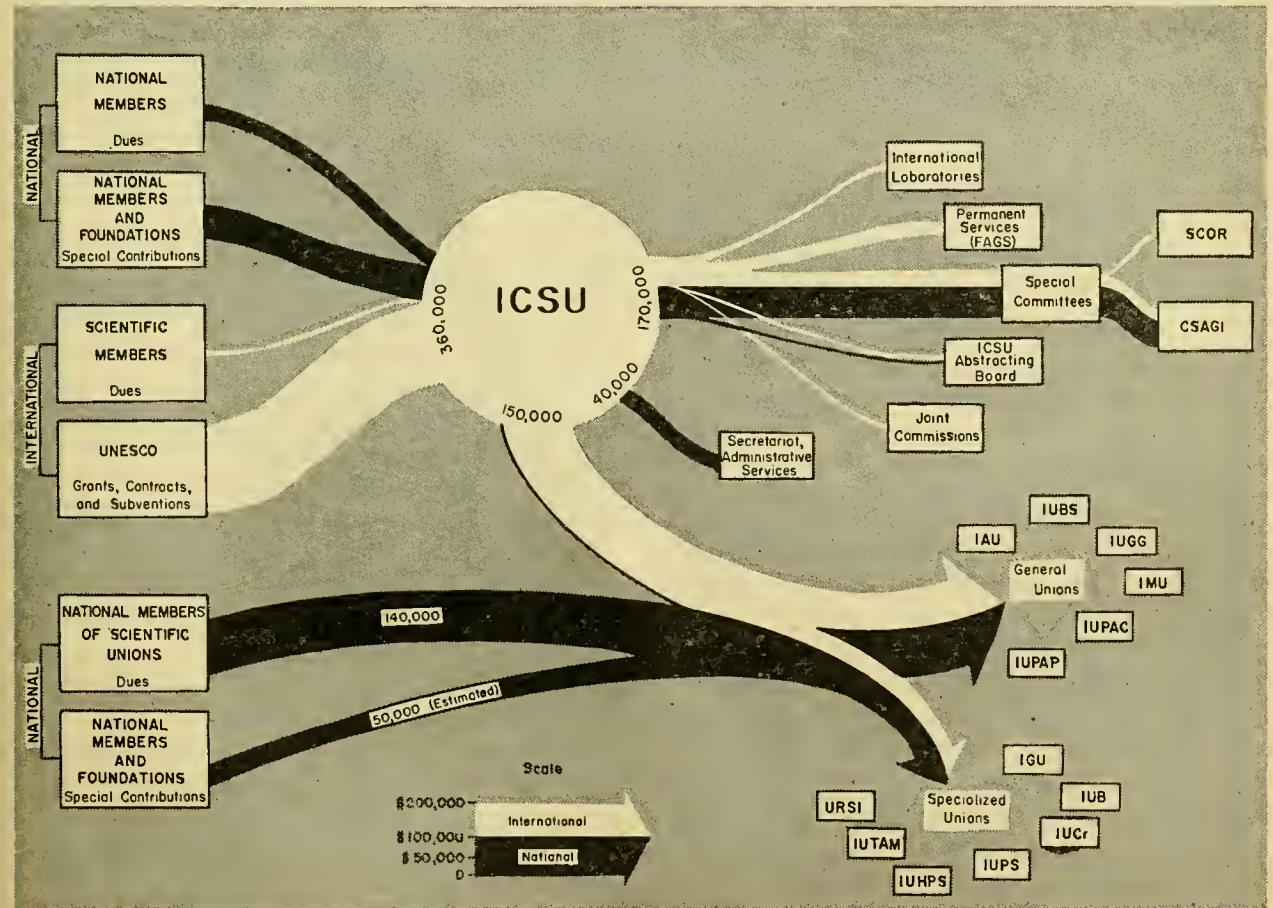 NATIONAL
NATIONAL
MEMBERS
Dues
NATIONAL
MEMBERS
AND
FOUNDATIONS
Special Contributions
INTERNATIONAL
SCIENTIFIC
MEMBERS
Dues
UNESCO
Grants, Contracts,
and Subventions
NATIONAL
NATIONAL MEMBERS
OF SCIENTIFIC
UNIONS
Dues
NATIONAL
MEMBERS
AND
FOUNDATIONS
Special Contributions
ICSU
360,000
170,000
40,000
150,000
International
Laboratories
Permanent
Services
(FAGS)
Special
Committees
SCOR
CSAGI
ICSU
Abstracting
Board
Joint
Commissions
Secretariat,
Administrative
Services
140,000
50,000 (Estimated)
IUBS
IAU
IUGG
General
Unions
IMU
IUPAC
IUPAP
IGU
IUB
Specialized
Unions
URSI
IUCr
IUTAM
IUPS
IUHPS
Scale
$200,000
International
$100,000
$50,000
National
0